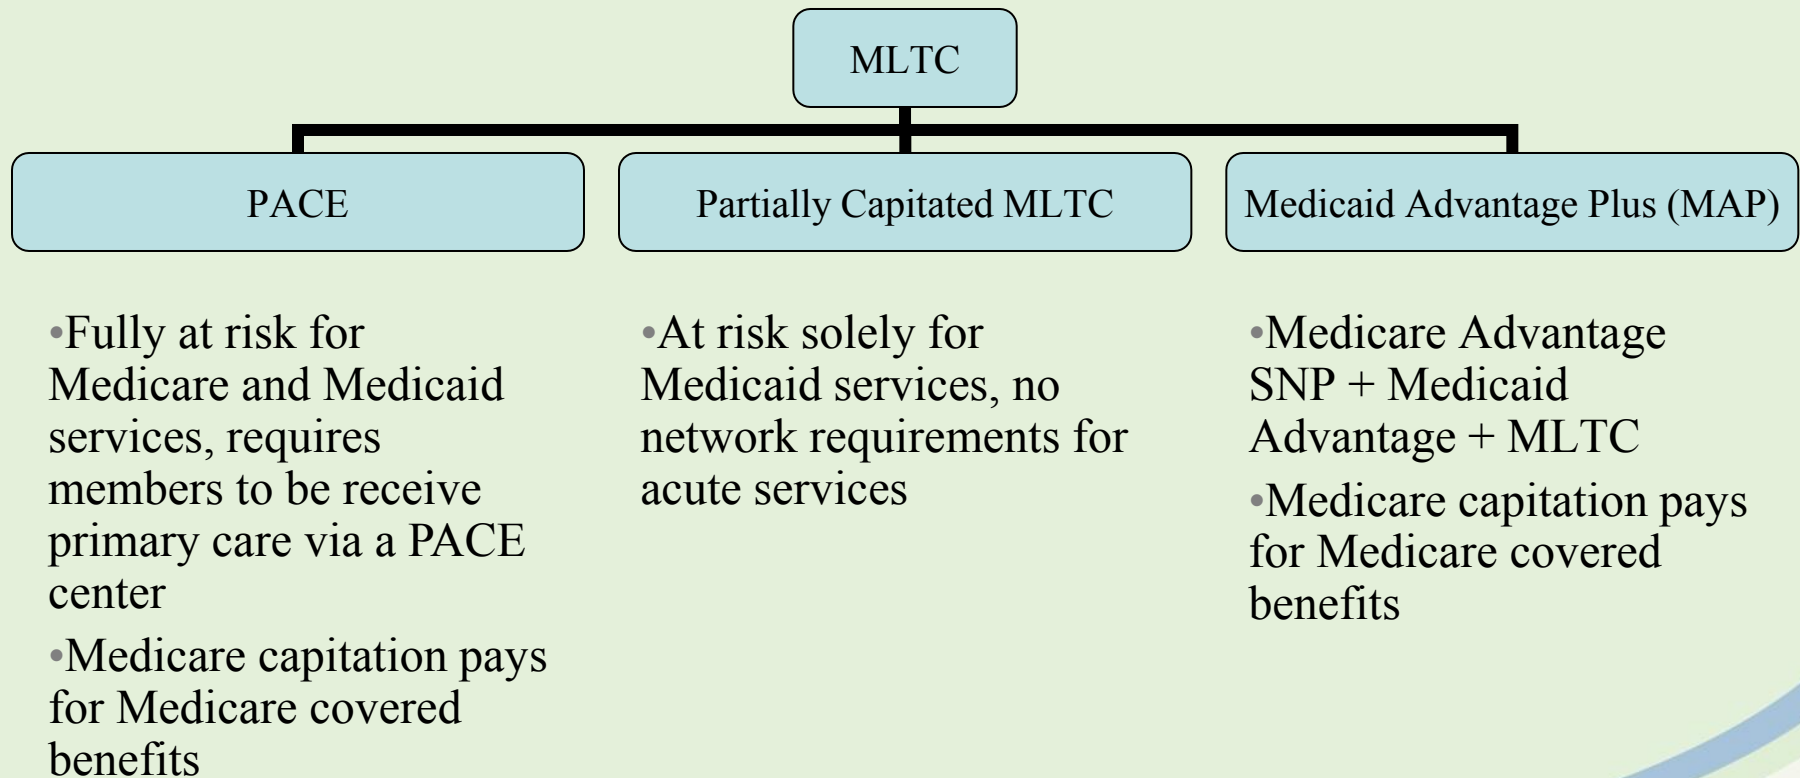 MLTC
PACE
Partially Capitated MLTC
Medicaid Advantage Plus (MAP)
•Fully at risk for
Medicare and Medicaid
services, requires
members to be receive
primary care via a PACE
center
•Medicare capitation pays
for Medicare covered
benefits
•At risk solely for
Medicaid services, no
network requirements for
acute services
•Medicare Advantage
SNP + Medicaid
Advantage + MLTC
•Medicare capitation pays
for Medicare covered
benefits